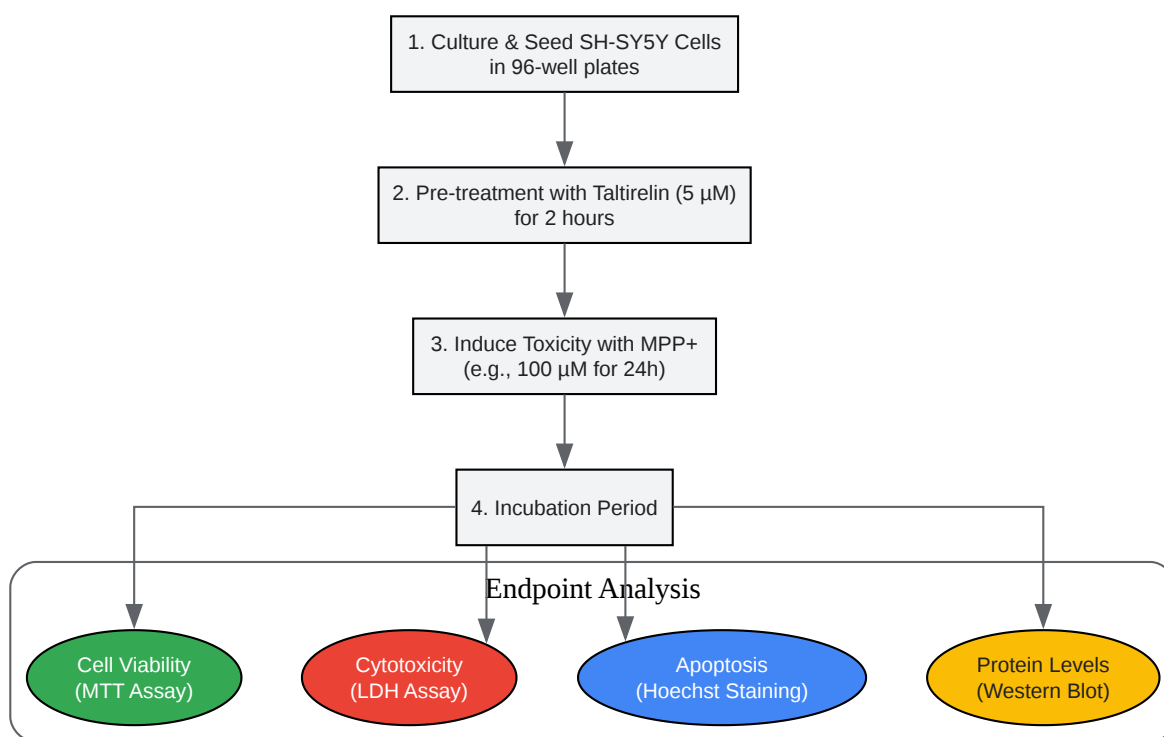 1. Culture & Seed SH-SY5Y Cells
in 96-well plates
2. Pre-treatment with Taltirelin (5 µM)
for 2 hours
3. Induce Toxicity with MPP+
(e.g., 100 µM for 24h)
4. Incubation Period
Endpoint Analysis
Cell Viability
(MTT Assay)
Cytotoxicity
(LDH Assay)
Apoptosis
(Hoechst Staining)
Protein Levels
(Western Blot)